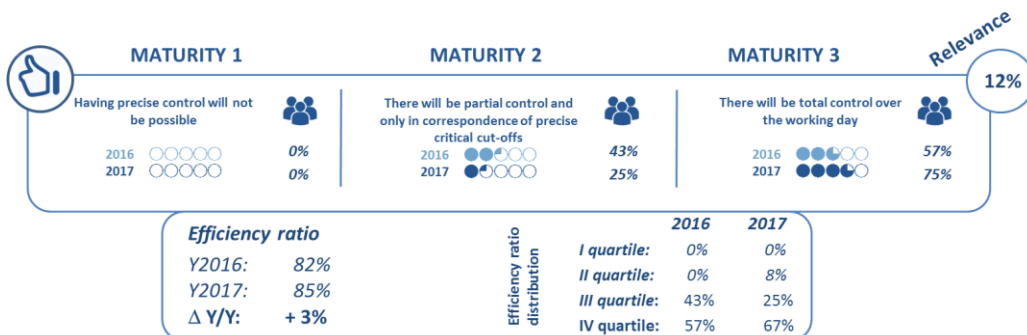 MATURITY 1
MATURITY 2
MATURITY 3
Relevance
12%
Having precise control will not
be possible
2016
0%
2017
0%
There will be partial control and
only in correspondence of precise
critical cut-offs
2016
43%
2017
25%
There will be total control over
the working day
2016
57%
2017
75%
Efficiency ratio
Y2016: 82%
Y2017: 85%
Δ Y/Y: + 3%
Efficiency ratio
distribution
2016 2017
I quartile: 0% 0%
II quartile: 0% 8%
III quartile: 43% 25%
IV quartile: 57% 67%